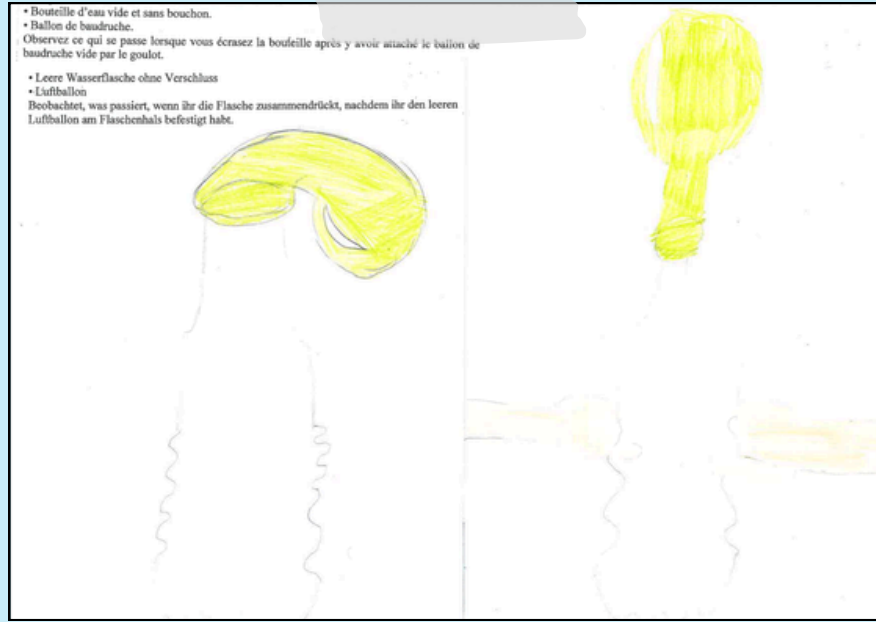 • Bouteille d'eau vide et sans bouchon.
• Ballon de baudruche.
Observez ce qui se passe lorsque vous écrasez la bouteille après y avoir attaché le ballon de
baudruche vide par le goulot.
• Leere Wasserflasche ohne Verschluss
• Luftballon
Beobachtet, was passiert, wenn ihr die Flasche zusammendrückt, nachdem ihr den leeren
Luftballon am Flaschenhals befestigt habt.